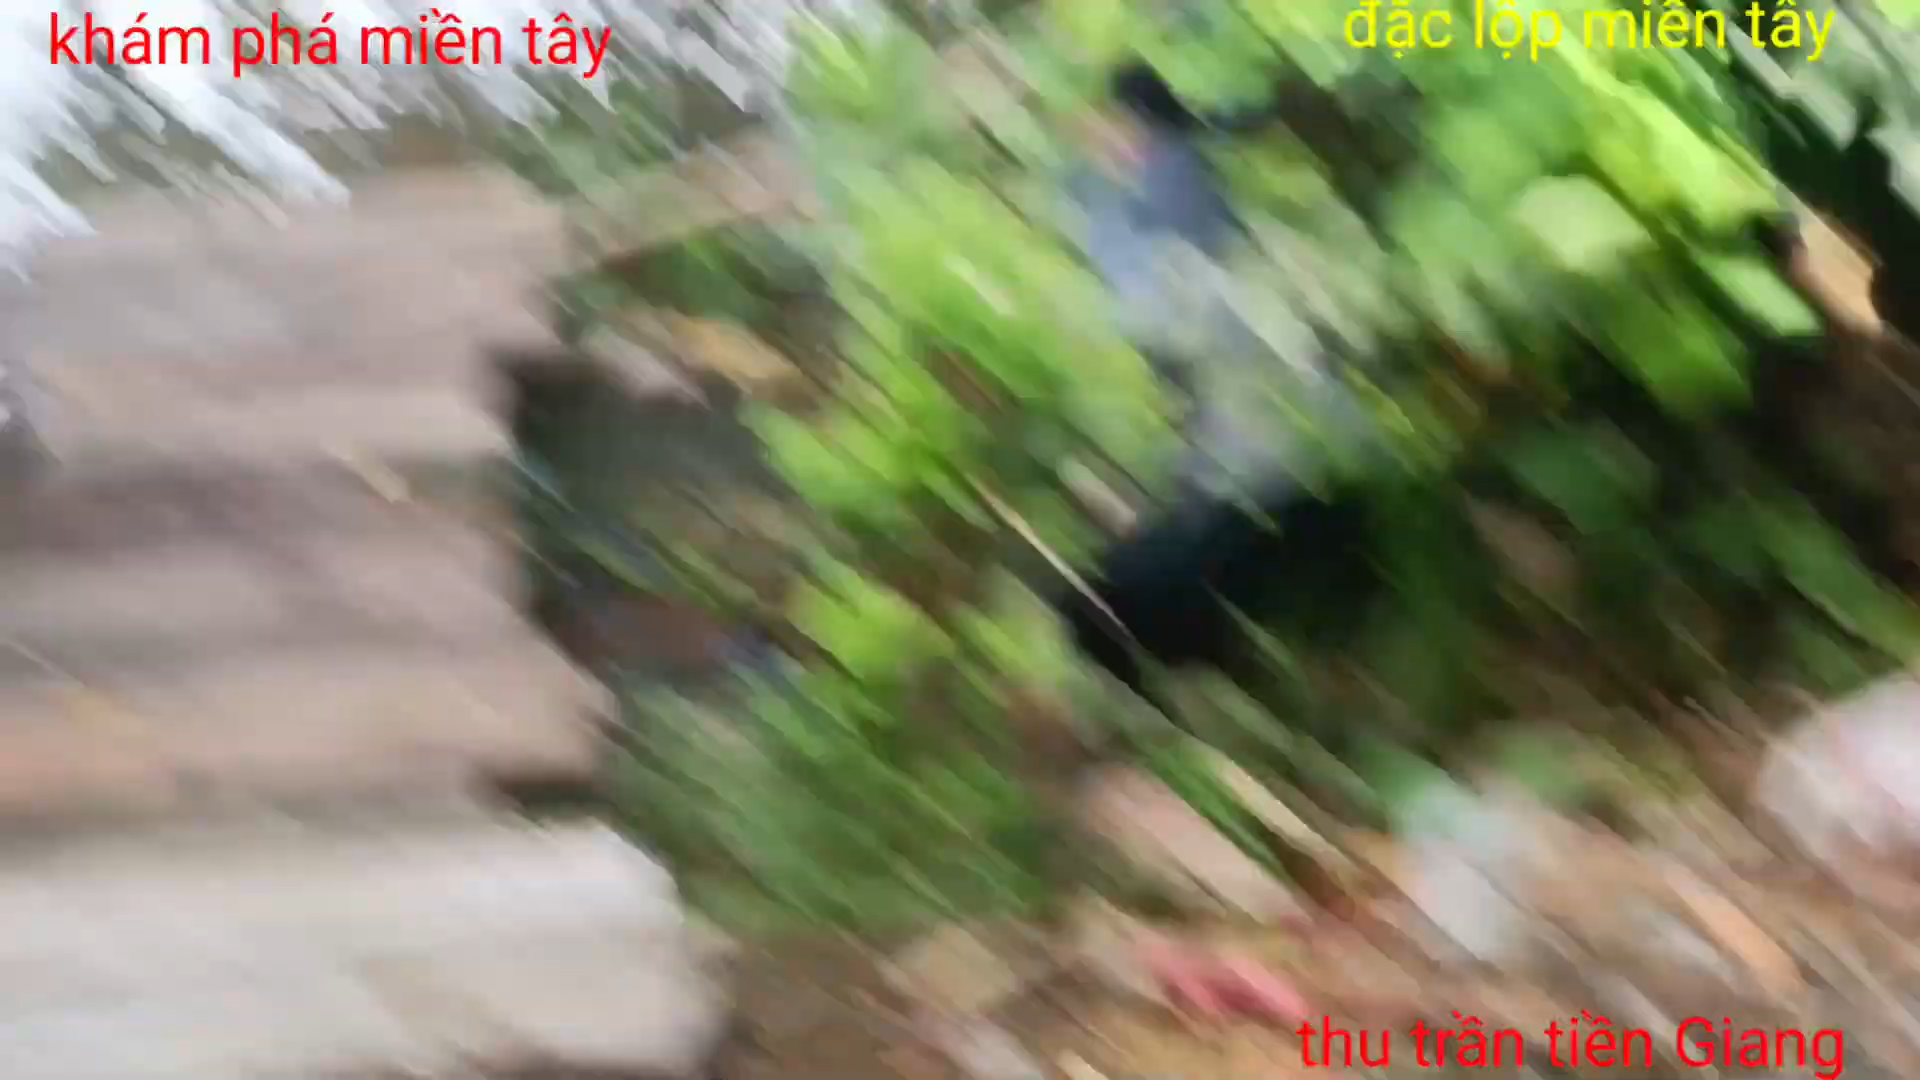 khám phá miền tây
đặc lộp miền tây
thu trần tiền Giang